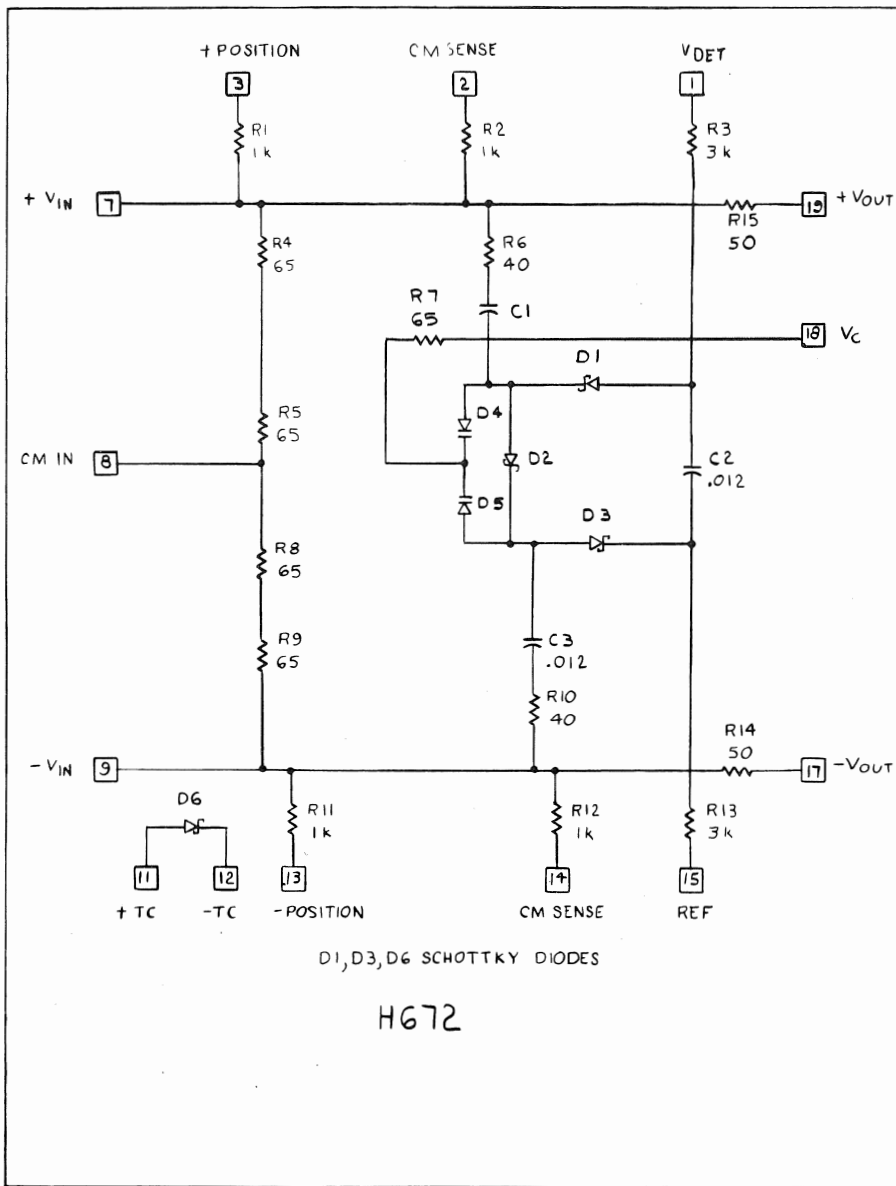 + POSITION CM SENSE VDET
3 2 1
R1 R2 R3
1k 1k 3k
+ VIN 7 19 +VOUT
R4 R6 R15
65 40 50
R7 C1
65
18 VC
D1
R5 D4
65
CM IN 8 D2 C2
.012
D5 D3
R8
65
R9 C3
65 .012
R10
40
R14
50
- VIN 9 17 -VOUT
D6
R11 R12 R13
1k 1k 3k
11 12 .13 14 15
+ TC -TC -POSITION CM SENSE REF
D1,D3,D6 SCHOTTKY DIODES
H672